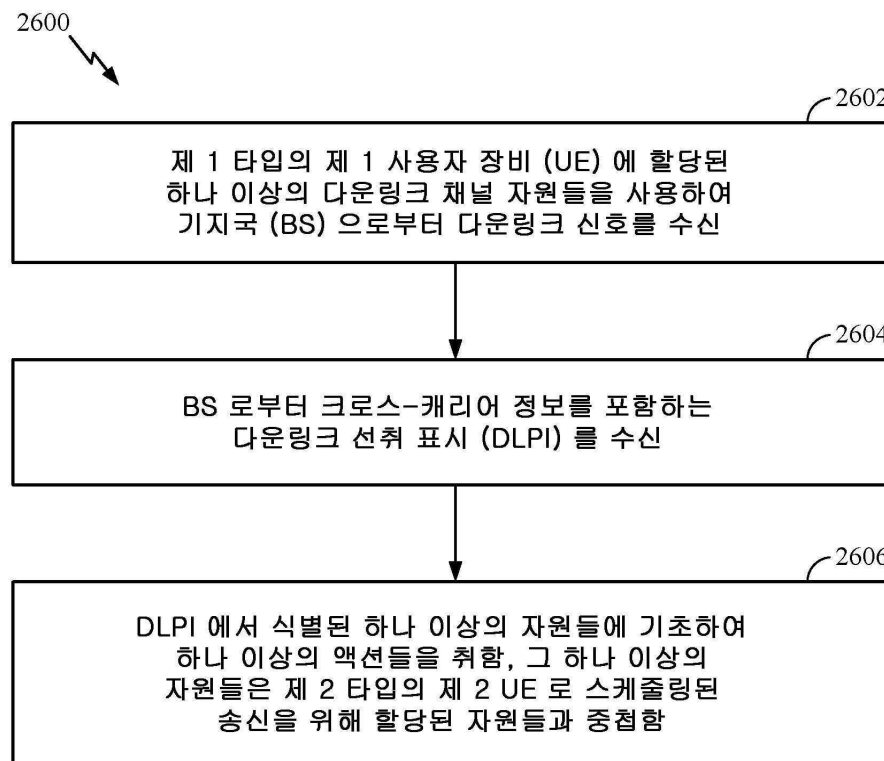 2600
2602
제 1 타입의 제 1 사용자 장비 (UE) 에 할당된
하나 이상의 다운링크 채널 자원들을 사용하여
기지국 (BS) 으로부터 다운링크 신호를 수신
2604
BS 로부터 크로스-캐리어 정보를 포함하는
다운링크 선취 표시 (DLPI) 를 수신
2606
DLPI 에서 식별된 하나 이상의 자원들에 기초하여
하나 이상의 액션들을 취함, 그 하나 이상의
자원들은 제 2 타입의 제 2 UE 로 스케줄링된
송신을 위해 할당된 자원들과 중첩함